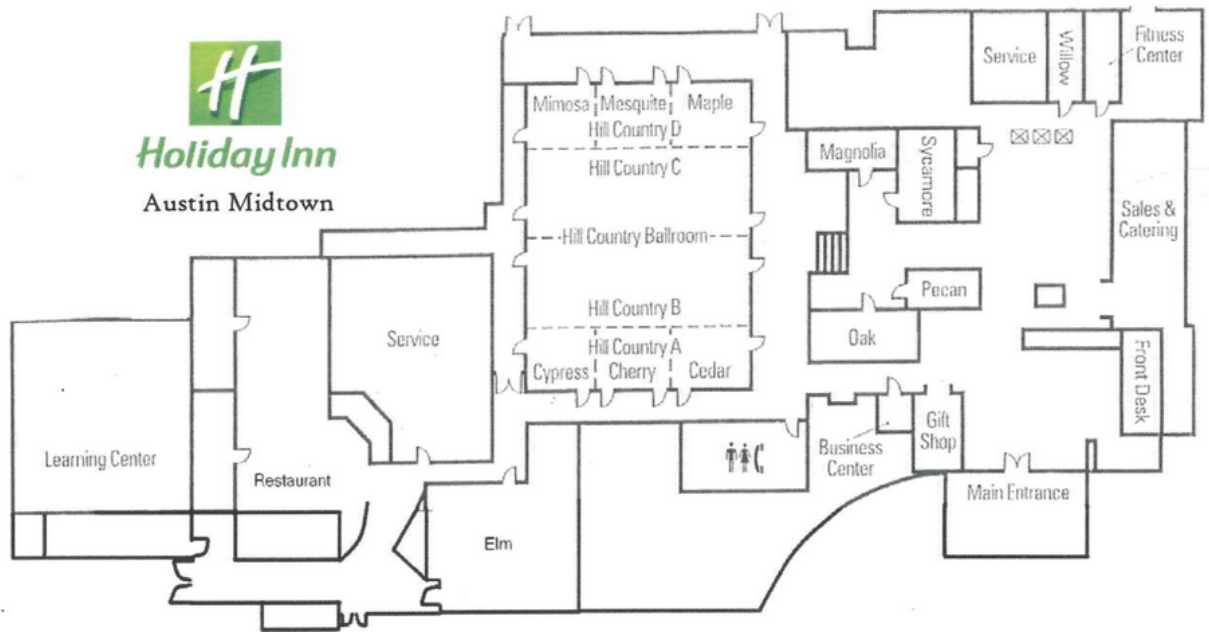 H
Holiday Inn
Austin Midtown
Service
Willow
Fitness
Center
Mimosa
Mesquite
Maple
Hill Country D
Magnolia
Sycamore
Hill Country C
Sales &
Catering
Hill Country Ballroom
Pecan
Hill Country B
Oak
Service
Hill Country A
Cypress
Cherry
Cedar
Front Desk
Gift
Shop
Business
Center
Learning Center
Restaurant
Main Entrance
Elm